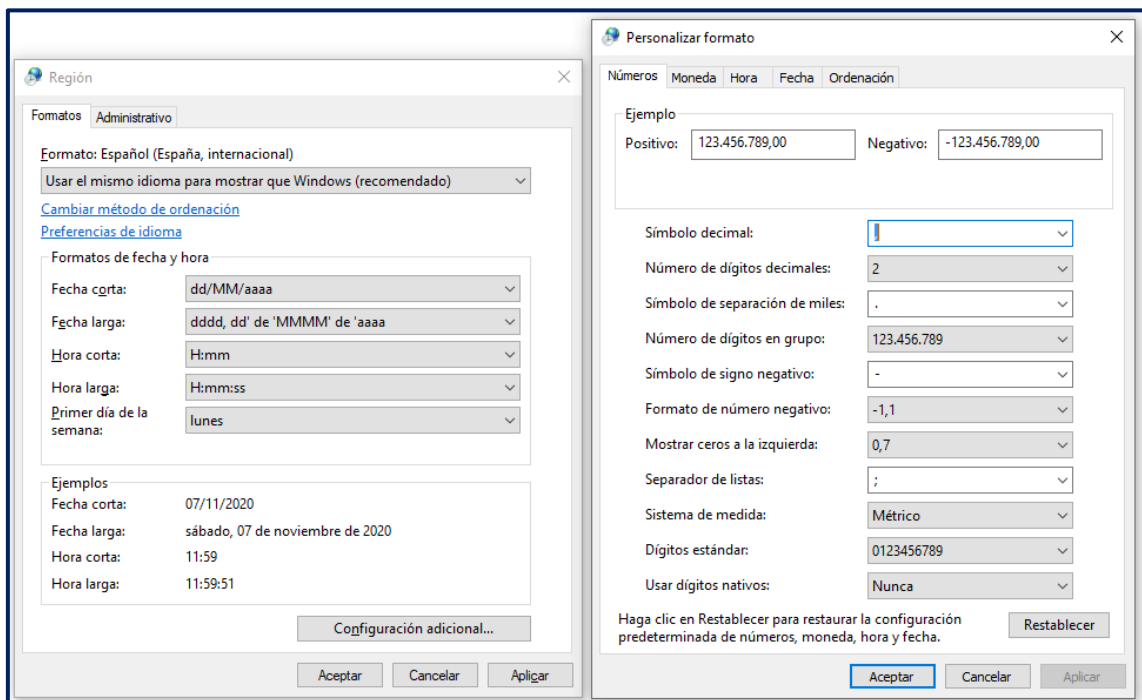 Región
Formatos
Administrativo
Formato: Español (España, internacional)
Usar el mismo idioma para mostrar que Windows (recomendado)
Cambiar método de ordenación
Preferencias de idioma
Formatos de fecha y hora
Fecha corta: dd/MM/aaaa
Fecha larga: dddd, dd' de 'MMMM' de 'aaaa
Hora corta: H:mm
Hora larga: H:mm:ss
Primer día de la
semana: lunes
Ejemplos
Fecha corta: 07/11/2020
Fecha larga: sábado, 07 de noviembre de 2020
Hora corta: 11:59
Hora larga: 11:59:51
Configuración adicional...
Aceptar Cancelar Aplicar
Personalizar formato
Números Moneda Hora Fecha Ordenación
Ejemplo
Positivo: 123.456.789,00 Negativo: -123.456.789,00
Símbolo decimal: ,
Número de dígitos decimales: 2
Símbolo de separación de miles: .
Número de dígitos en grupo: 123.456.789
Símbolo de signo negativo: -
Formato de número negativo: -1,1
Mostrar ceros a la izquierda: 0,7
Separador de listas: ;
Sistema de medida: Métrico
Dígitos estándar: 0123456789
Usar dígitos nativos: Nunca
Haga clic en Restablecer para restaurar la configuración
predeterminada de números, moneda, hora y fecha.
Restablecer
Aceptar Cancelar Aplicar